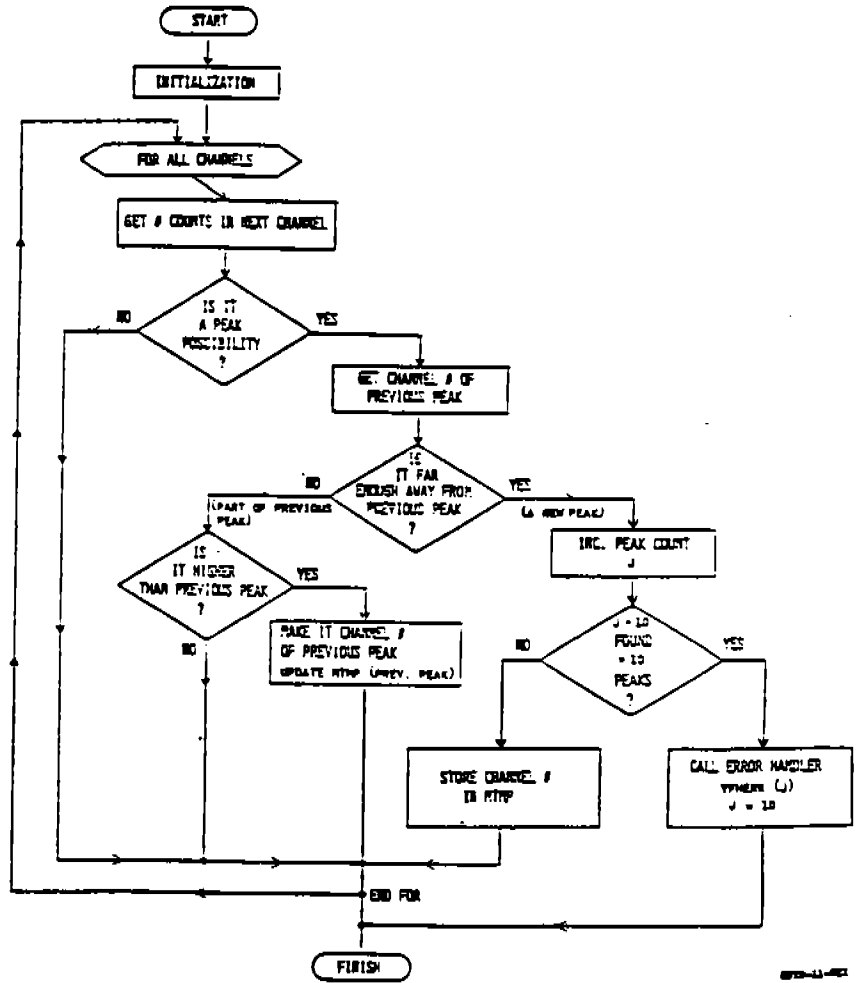 START
INITIALIZATION
FOR ALL CHANNELS
GET # COUNTS IN NEXT CHANNEL
IS IT
A PEAK
POSSIBILITY
?
NO
YES
GET CHANNEL # OF
PREVIOUS PEAK
IS
IT FAR
ENOUGH AWAY FROM
PREVIOUS PEAK
?
NO
(PART OF PREVIOUS
PEAK)
YES
(A NEW PEAK)
INC. PEAK COUNT
J
IS
IT HIGHER
THAN PREVIOUS PEAK
?
YES
NO
MAKE IT CHANNEL #
OF PREVIOUS PEAK
UPDATE MTMP (PREV. PEAK)
FOUND
PEAKS
?
NO
YES
STORE CHANNEL #
IN MTMP
CALL ERROR HANDLER
(J)
J = 10
END FOR
FINISH